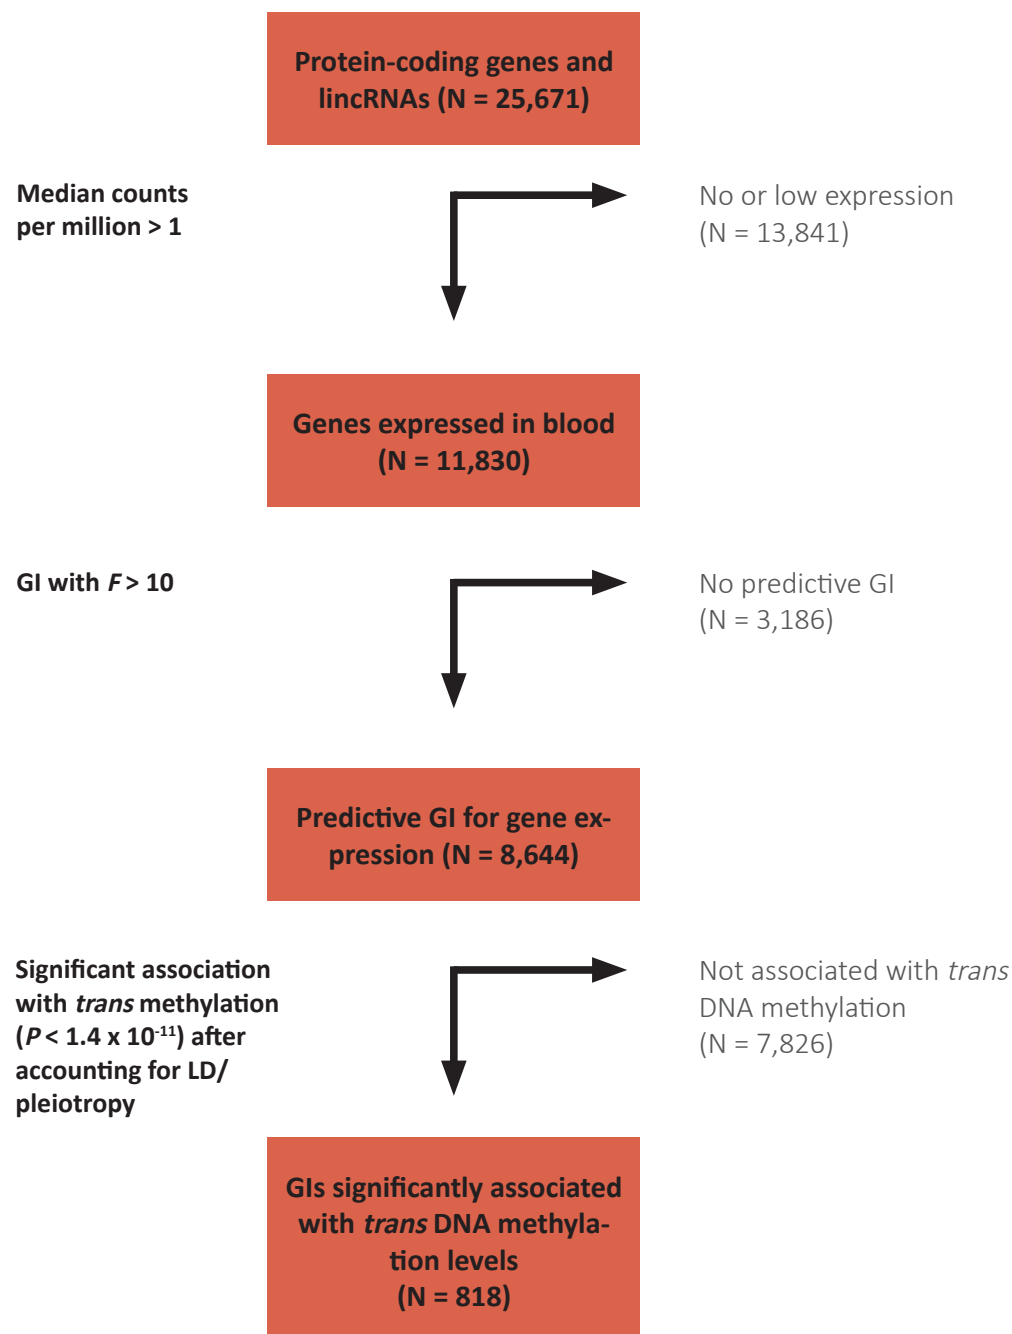 Protein-coding genes and
lincRNAs (N = 25,671)
Median counts
per million > 1
No or low expression
(N = 13,841)
Genes expressed in blood
(N = 11,830)
GI with F > 10
No predictive GI
(N = 3,186)
Predictive GI for gene ex-
pression (N = 8,644)
Significant association
with trans methylation
(P < 1.4 x 10⁻¹¹) after
accounting for LD/
pleiotropy
Not associated with trans
DNA methylation
(N = 7,826)
GIs significantly associated
with trans DNA methyla-
tion levels
(N = 818)